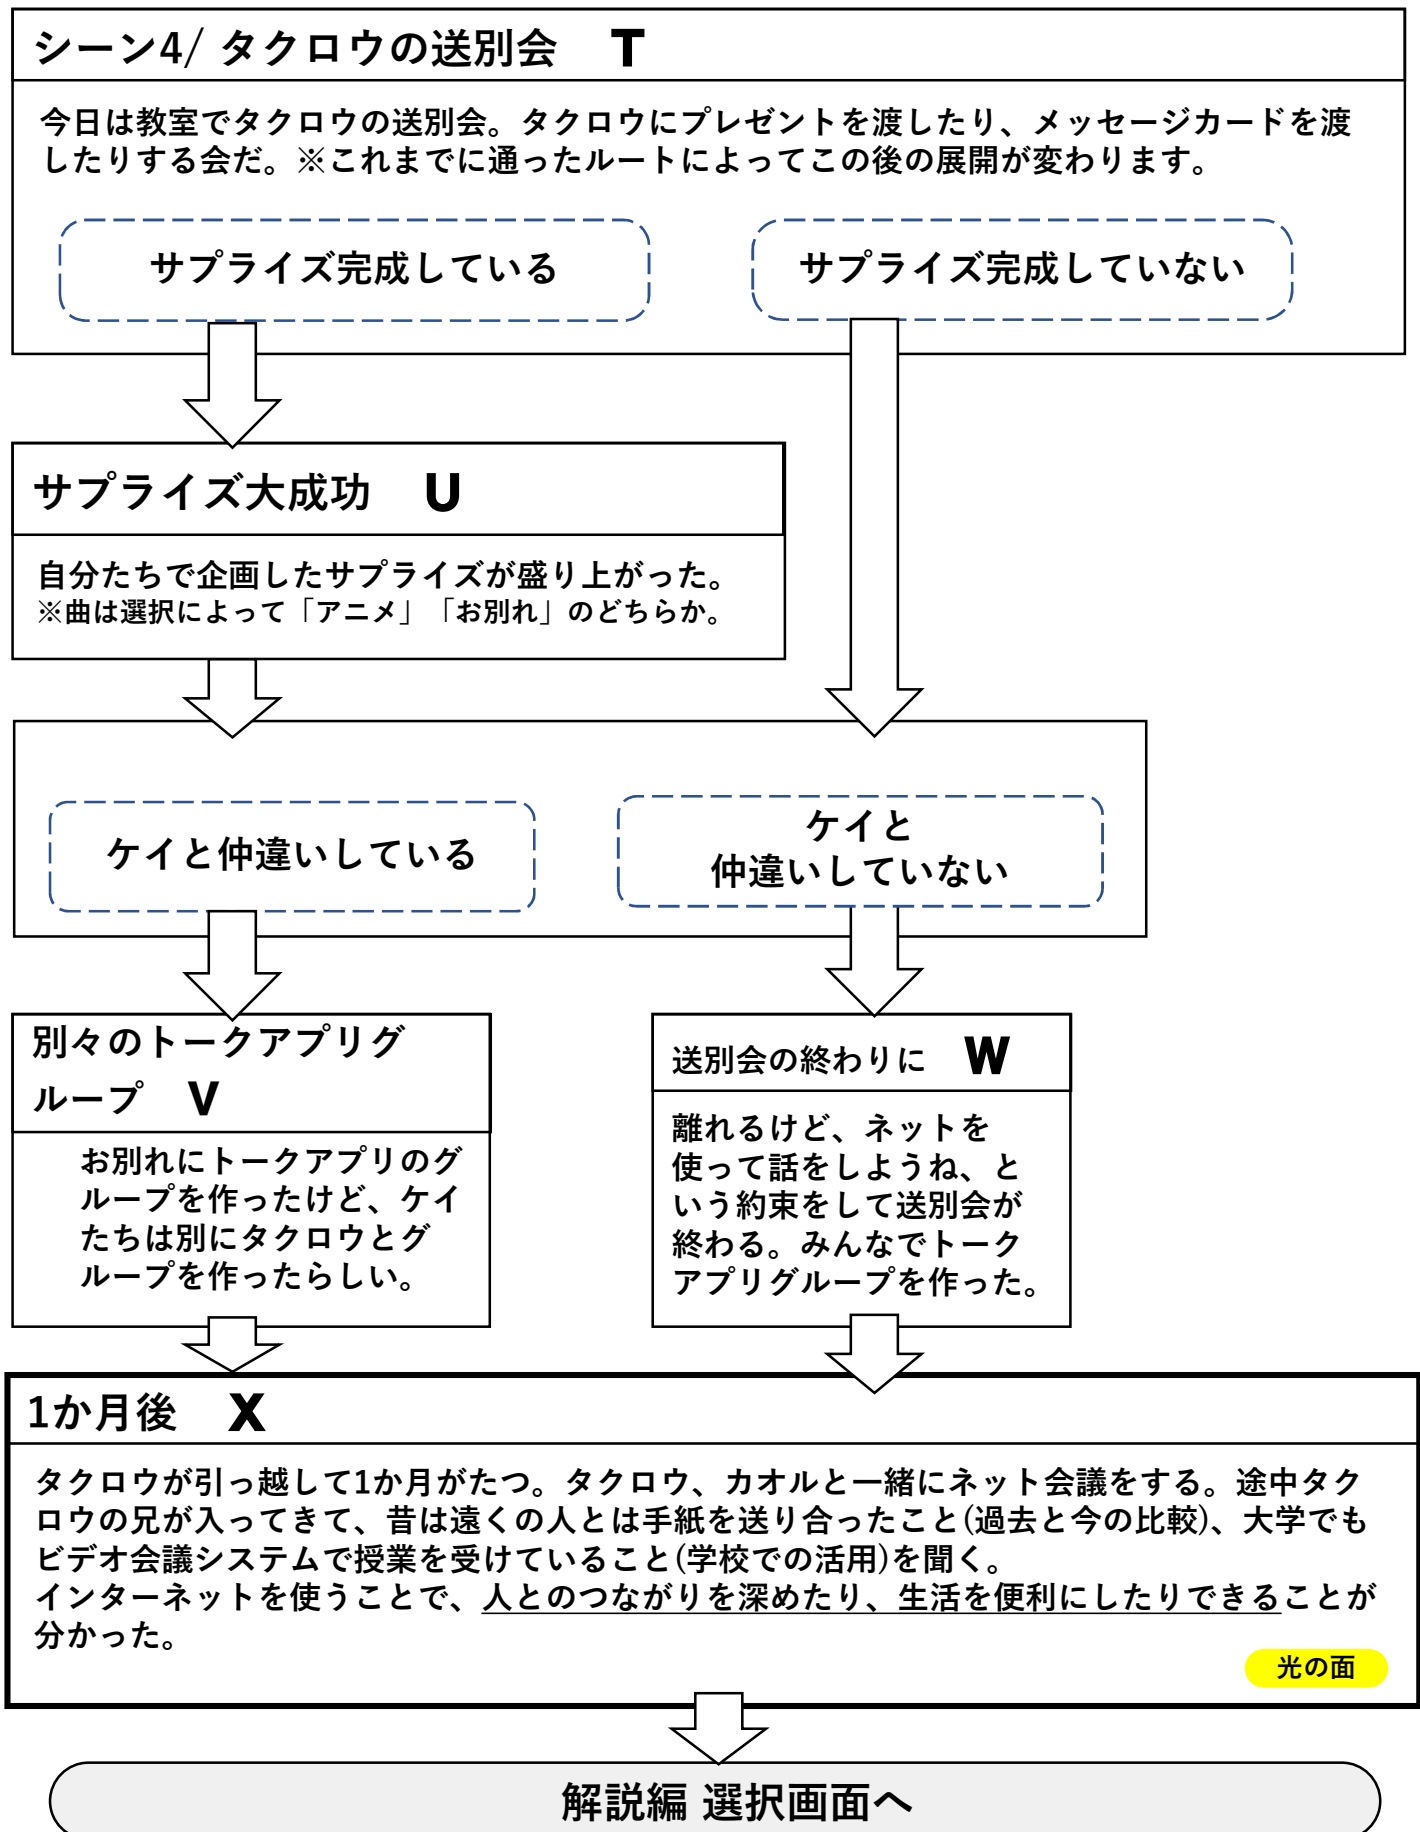 シーン4/ タクロウの送別会 T
今日は教室でタクロウの送別会。タクロウにプレゼントを渡したり、メッセージカードを渡
したりする会だ。※これまでに通ったルートによってこの後の展開が変わります。
サプライズ完成している
サプライズ完成していない
サプライズ大成功 U
自分たちで企画したサプライズが盛り上がった。
※曲は選択によって「アニメ」「お別れ」のどちらか。
ケイと仲違いしている
ケイと
仲違いしていない
別々のトークアプリグ
ループ V
お別れにトークアプリのグ
ループを作ったけど、ケイ
たちは別にタクロウとグ
ループを作ったらしい。
送別会の終わりに W
離れるけど、ネットを
使って話をしようね、と
いう約束をして送別会が
終わる。みんなでトーク
アプリグループを作った。
1か月後 X
タクロウが引っ越して1か月がたつ。タクロウ、カオルと一緒にネット会議をする。途中タク
ロウの兄が入ってきて、昔は遠くの人とは手紙を送り合ったこと(過去と今の比較)、大学でも
ビデオ会議システムで授業を受けていること(学校での活用)を聞く。
インターネットを使うことで、人とのつながりを深めたり、生活を便利にしたりできることが
分かった。
光の面
解説編 選択画面へ